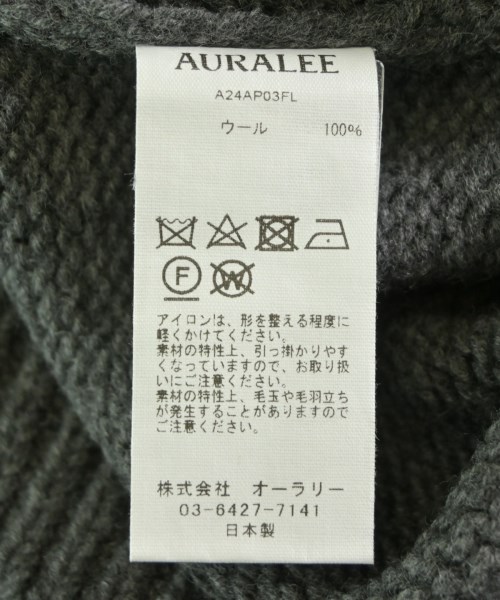 AURALEE
A24AP03FL
ウール 100%
F W
アイロンは、形を整える程度に
軽くかけてください。
素材の特性上、引っ掛かりやす
くなっていますので、お取り扱
いにご注意ください。
素材の特性上、毛玉や毛羽立ち
が発生することがありますので
ご注意ください。
株式会社 オーラリー
03-6427-7141
日本製